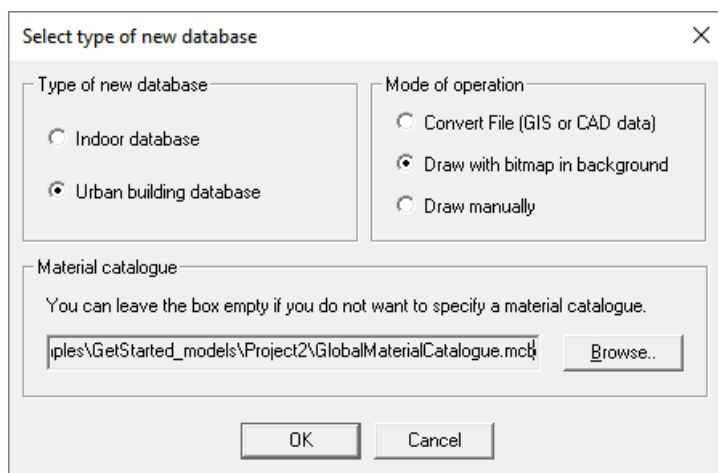 Select type of new database
Type of new database
Indoor database
Urban building database
Mode of operation
Convert File (GIS or CAD data)
Draw with bitmap in background
Draw manually
Material catalogue
You can leave the box empty if you do not want to specify a material catalogue.
ples\GetStarted_models\Project2\GlobalMaterialCatalogue.mcb
Browse..
OK
Cancel